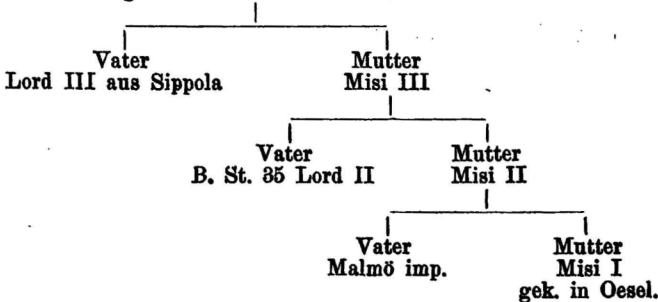 Vater Mutter
Lord III aus Sippola Misi III
Vater Mutter
B. St. 35 Lord II Misi II
Vater Mutter
Malmö imp. Misi I
gek. in Oesel.